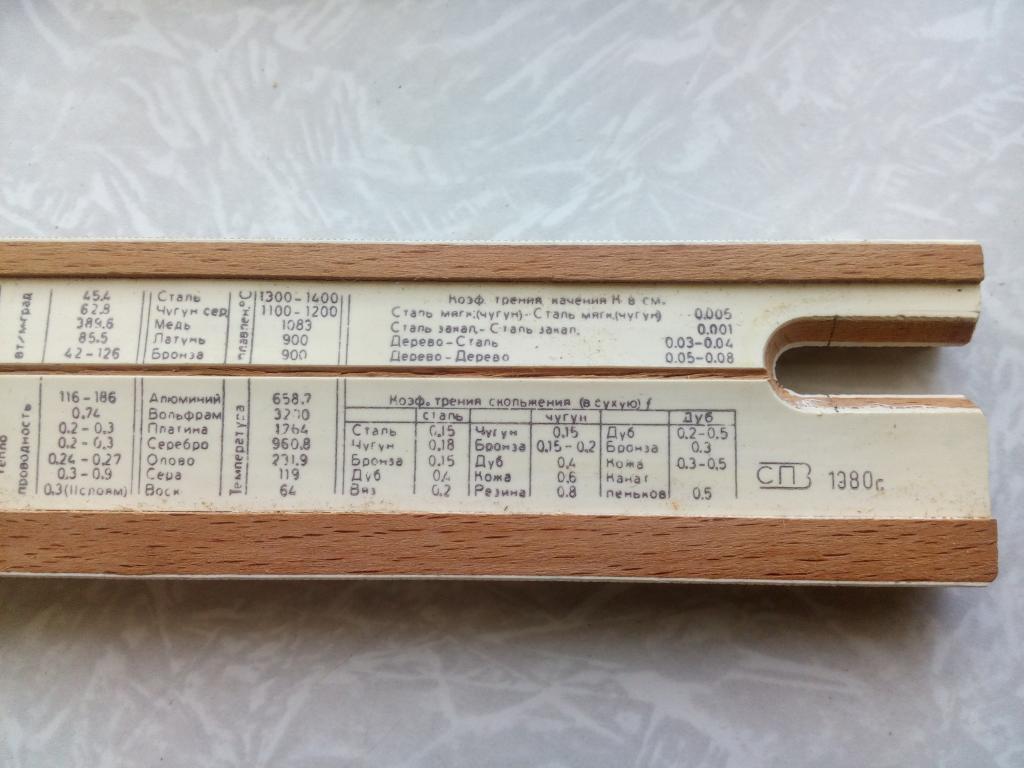 45.4 Сталь 1300-1400 Коэф. трения качения К в см.
62.8 Чугун сер 1100-1200 Сталь мягк.(чугун)-Сталь мягк.(чугун) 0.005
389.6 Медь 1083 Сталь закал.-Сталь закал. 0.001
85.5 Латунь 900 Дерево-Сталь 0.03-0.04
42-126 Бронза 900 Дерево-Дерево 0.05-0.08
вт/м·град
плавлен.°С
проводность
Температура
116-186 Алюминий 658.7 Коэф. трения скольжения (в сухую) f
0.74 Вольфрам сталь чугун Дуб
0.2-0.3 Платина Сталь 0.15 Чугун 0.15 Дуб 0.2-0.5
0.2-0.3 Серебро 960.8 Чугун 0.18 Бронза 0.15-0.2 Бронза 0.3
0.24-0.27 Олово 231.9 Бронза 0.15 Дуб 0.4 Кожа 0.3-0.5
0.3-0.9 Сера 119 Дуб 0.4 Кожа 0.6 Канат
0.3(II слоям) Воск 64 Вяз 0.2 Резина 0.8 пеньков 0.5
СПВ 1980г.